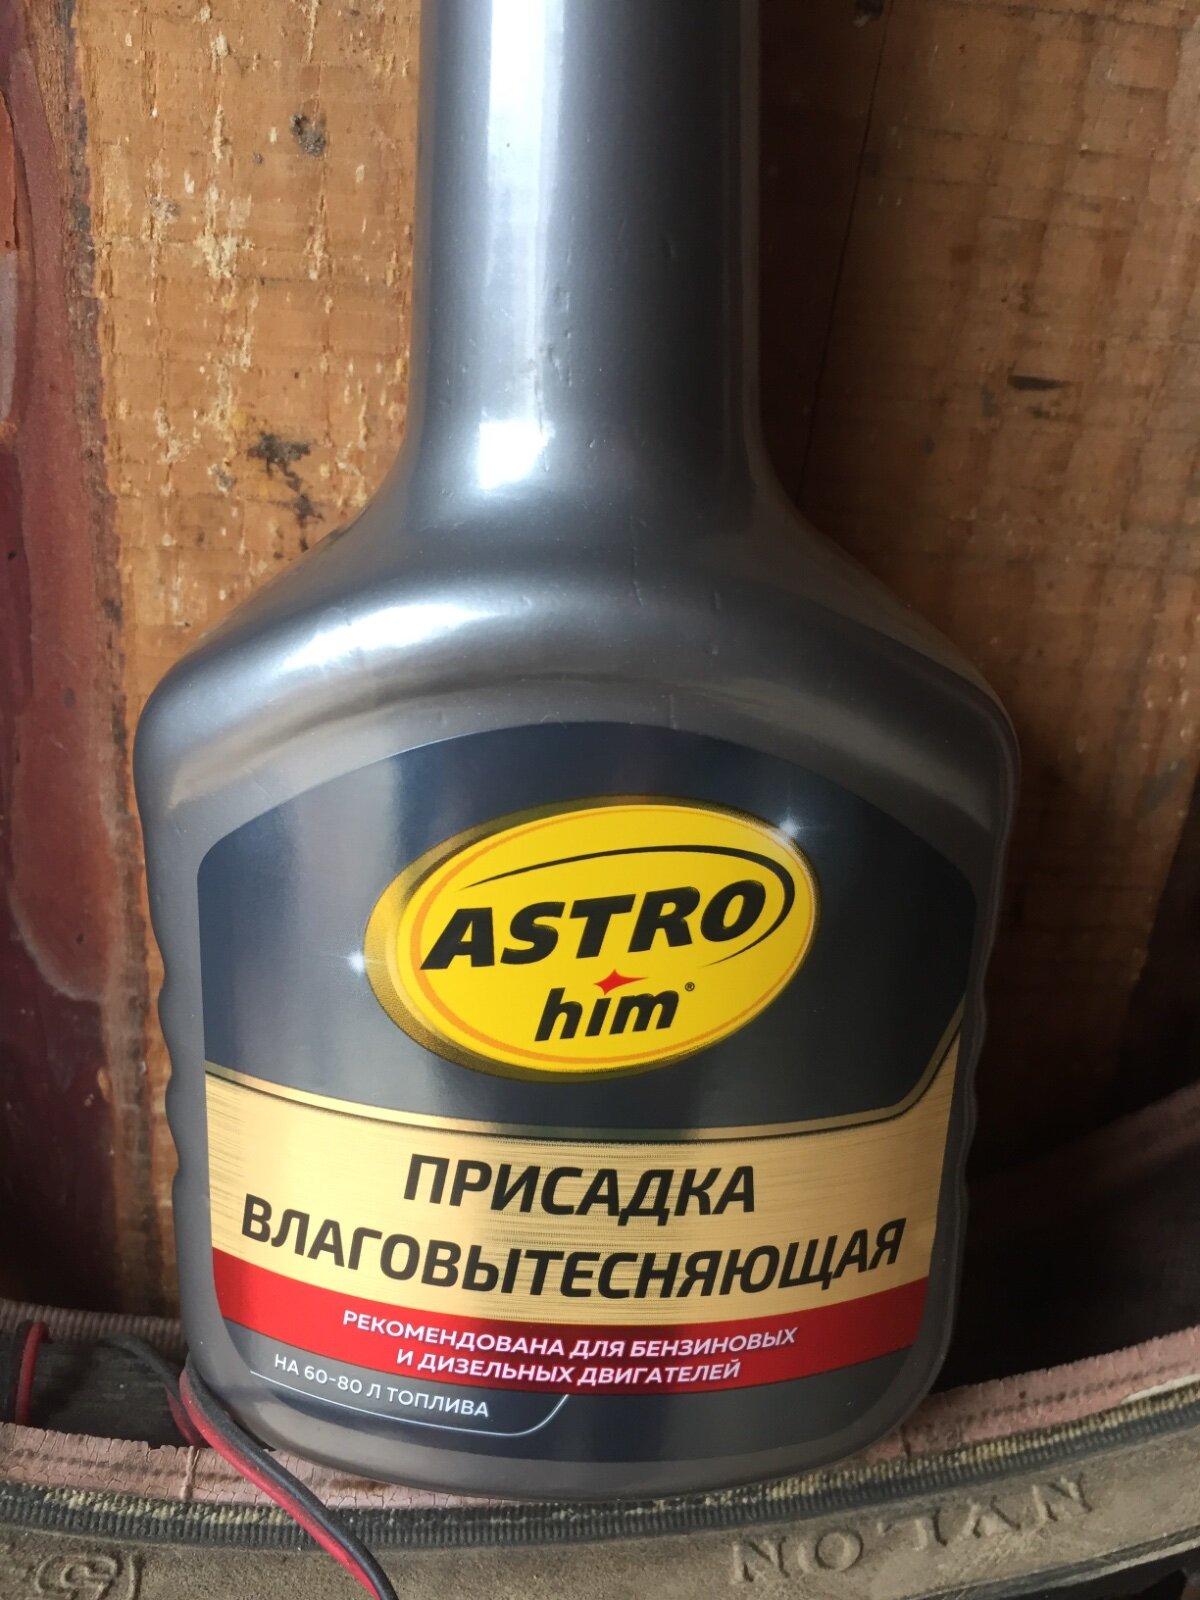 ASTRO
him®
ПРИСАДКА
ВЛАГОВЫТЕСНЯЮЩАЯ
РЕКОМЕНДОВАНА ДЛЯ БЕНЗИНОВЫХ
И ДИЗЕЛЬНЫХ ДВИГАТЕЛЕЙ
НА 60-80 Л ТОПЛИВА
NYLON